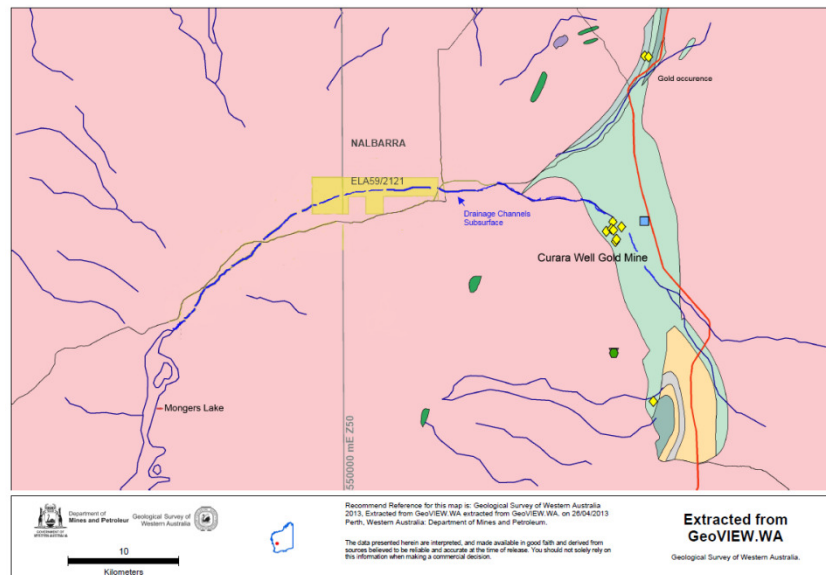 Gold occurence
NALBARRA
ELA59/2121
Drainage Channels
Subsurface
Curara Well Gold Mine
Mongers Lake
550000 mE Z50
GOVERNMENT OF
WESTERN AUSTRALIA
Department of
Mines and Petroleum
Geological Survey of
Western Australia
10
Kilometers
Recommend Reference for this map is: Geological Survey of Western Australia
2013, Extracted from GeoVIEW.WA extracted from GeoVIEW.WA. on 26/04/2013
Perth, Western Australia: Department of Mines and Petroleum.
The data presented herein are interpreted, and made available in good faith and derived from
sources believed to be reliable and accurate at the time of release. You should not solely rely on
this information when making a commercial decision.
Extracted from
GeoVIEW.WA
Geological Survey of Western Australia.